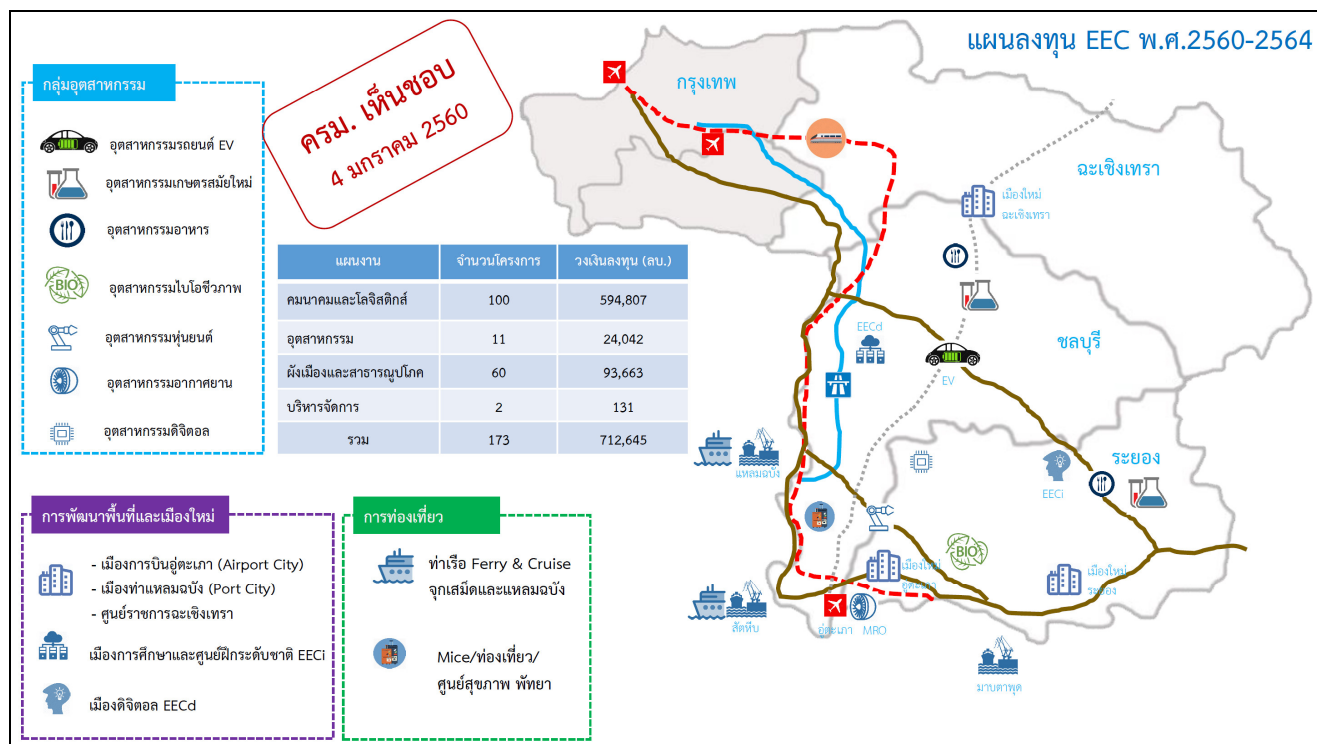 แผนลงทุน EEC พ.ศ.2560-2564
ครม. เห็นชอบ
4 มกราคม 2560
กลุ่มอุตสาหกรรม
อุตสาหกรรมรถยนต์ EV
อุตสาหกรรมเกษตรสมัยใหม่
อุตสาหกรรมอาหาร
BIO
อุตสาหกรรมไบโอชีวภาพ
อุตสาหกรรมหุ่นยนต์
อุตสาหกรรมอากาศยาน
อุตสาหกรรมดิจิตอล
แผนงาน จำนวนโครงการ วงเงินลงทุน (ลบ.)
คมนาคมและโลจิสติกส์ 100 594,807
อุตสาหกรรม 11 24,042
ผังเมืองและสาธารณูปโภค 60 93,663
บริหารจัดการ 2 131
รวม 173 712,645
การพัฒนาพื้นที่และเมืองใหม่
- เมืองการบินอู่ตะเภา (Airport City)
- เมืองท่าแหลมฉบัง (Port City)
- ศูนย์ราชการฉะเชิงเทรา
เมืองการศึกษาและศูนย์ฝึกระดับชาติ EECi
เมืองดิจิตอล EECd
การท่องเที่ยว
ท่าเรือ Ferry & Cruise
จุกเสม็ดและแหลมฉบัง
Mice/ท่องเที่ยว/
ศูนย์สุขภาพ พัทยา
กรุงเทพ
ฉะเชิงเทรา
เมืองใหม่
ฉะเชิงเทรา
ชลบุรี
EECd
EV
ระยอง
EECi
แหลมฉบัง
BIO
เมืองใหม่
อู่ตะเภา
เมืองใหม่
ระยอง
สัตหีบ
อู่ตะเภา
MRO
มาบตาพุด